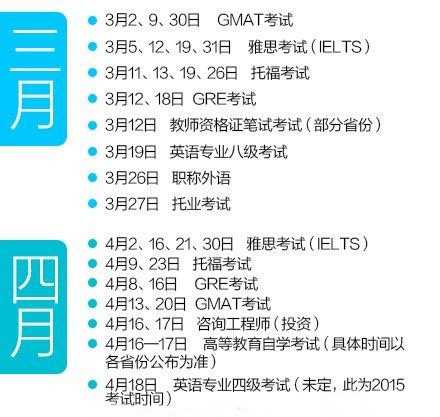 三月
3月2、9、30日 GMAT考试
3月5、12、19、31日 雅思考试（IELTS）
3月11、13、19、26日 托福考试
3月12、18日 GRE考试
3月12日 教师资格证笔试考试（部分省份）
3月19日 英语专业八级考试
3月26日 职称外语
3月27日 托业考试
四月
4月2、16、21、30日 雅思考试（IELTS）
4月9、23日 托福考试
4月8、16日 GRE考试
4月13、20日 GMAT考试
4月16、17日 咨询工程师（投资）
4月16—17日 高等教育自学考试（具体时间以
各省份公布为准）
4月18日 英语专业四级考试（未定，此为2015
考试时间）